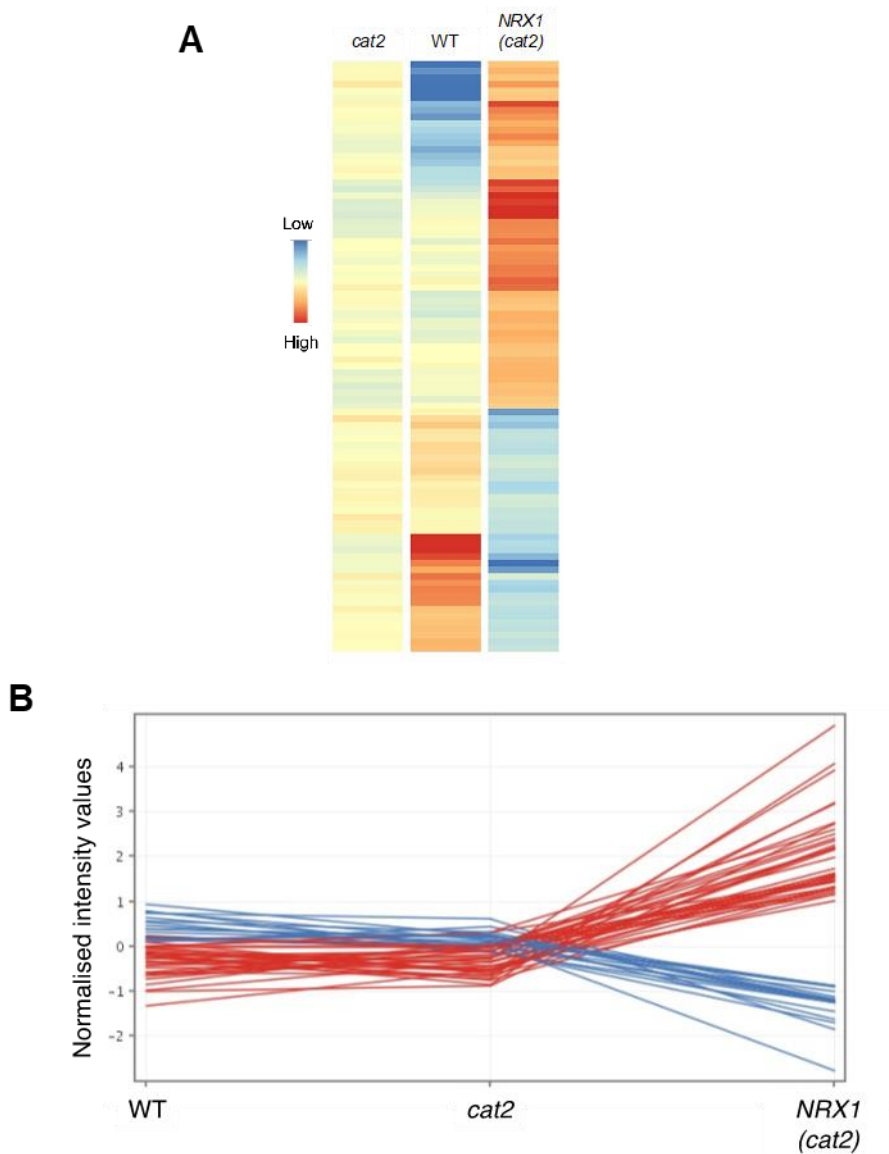 A
cat2
WT
NRX1
(cat2)
Low
High
B
Normalised intensity values
4
3
2
1
0
-1
-2
WT
cat2
NRX1
(cat2)